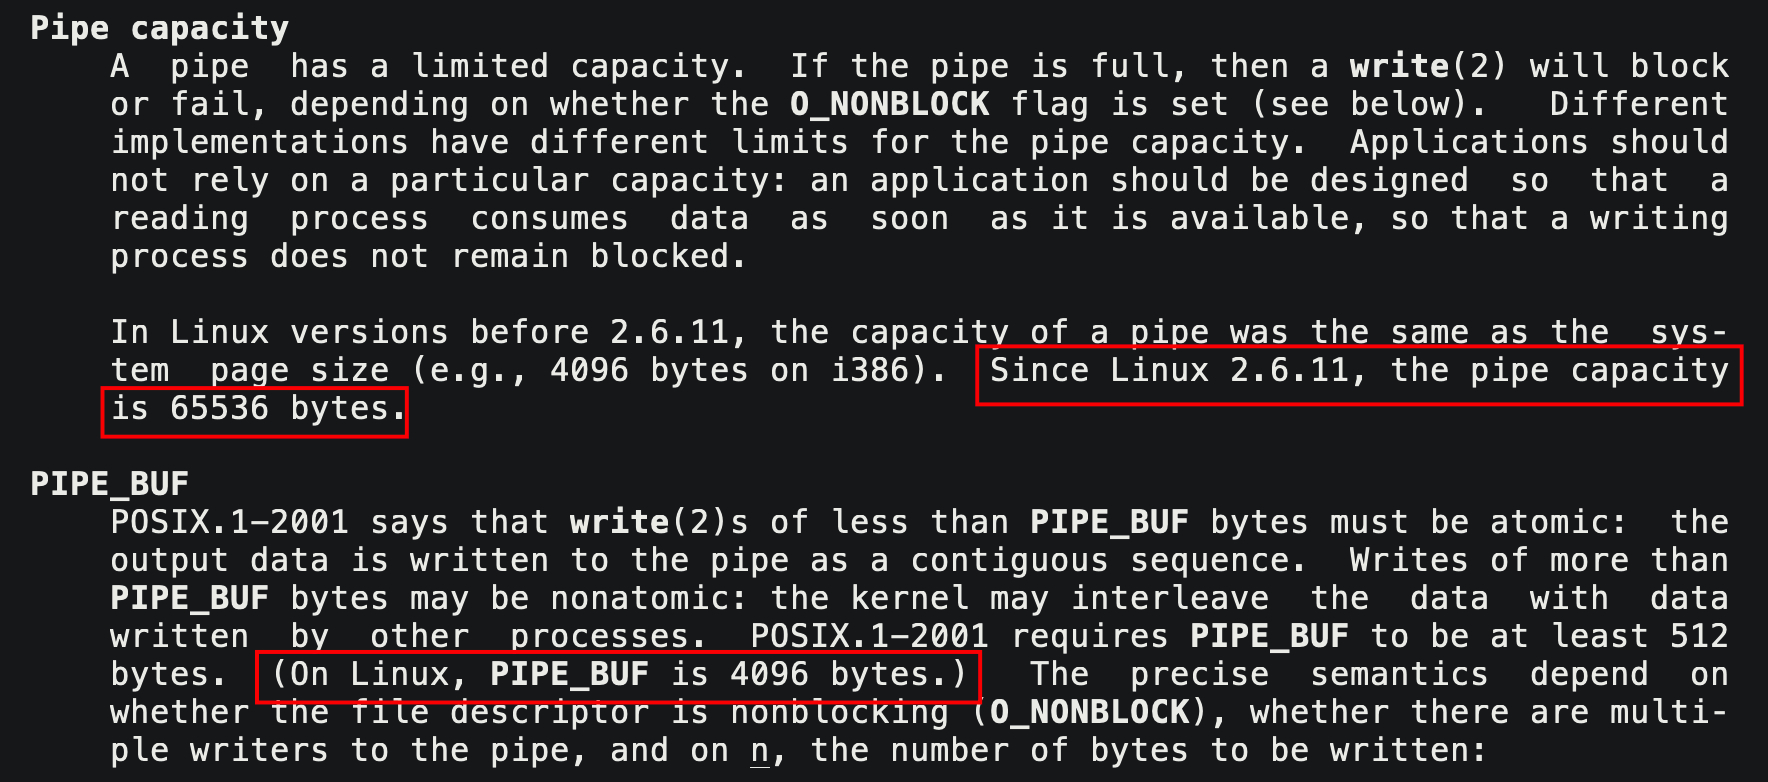 Pipe capacity
A pipe has a limited capacity. If the pipe is full, then a write(2) will block
or fail, depending on whether the O_NONBLOCK flag is set (see below). Different
implementations have different limits for the pipe capacity. Applications should
not rely on a particular capacity: an application should be designed so that a
reading process consumes data as soon as it is available, so that a writing
process does not remain blocked.
In Linux versions before 2.6.11, the capacity of a pipe was the same as the sys-
tem page size (e.g., 4096 bytes on i386). Since Linux 2.6.11, the pipe capacity
is 65536 bytes.
PIPE_BUF
POSIX.1-2001 says that write(2)s of less than PIPE_BUF bytes must be atomic: the
output data is written to the pipe as a contiguous sequence. Writes of more than
PIPE_BUF bytes may be nonatomic: the kernel may interleave the data with data
written by other processes. POSIX.1-2001 requires PIPE_BUF to be at least 512
bytes. (On Linux, PIPE_BUF is 4096 bytes.) The precise semantics depend on
whether the file descriptor is nonblocking (O_NONBLOCK), whether there are multi-
ple writers to the pipe, and on n, the number of bytes to be written: